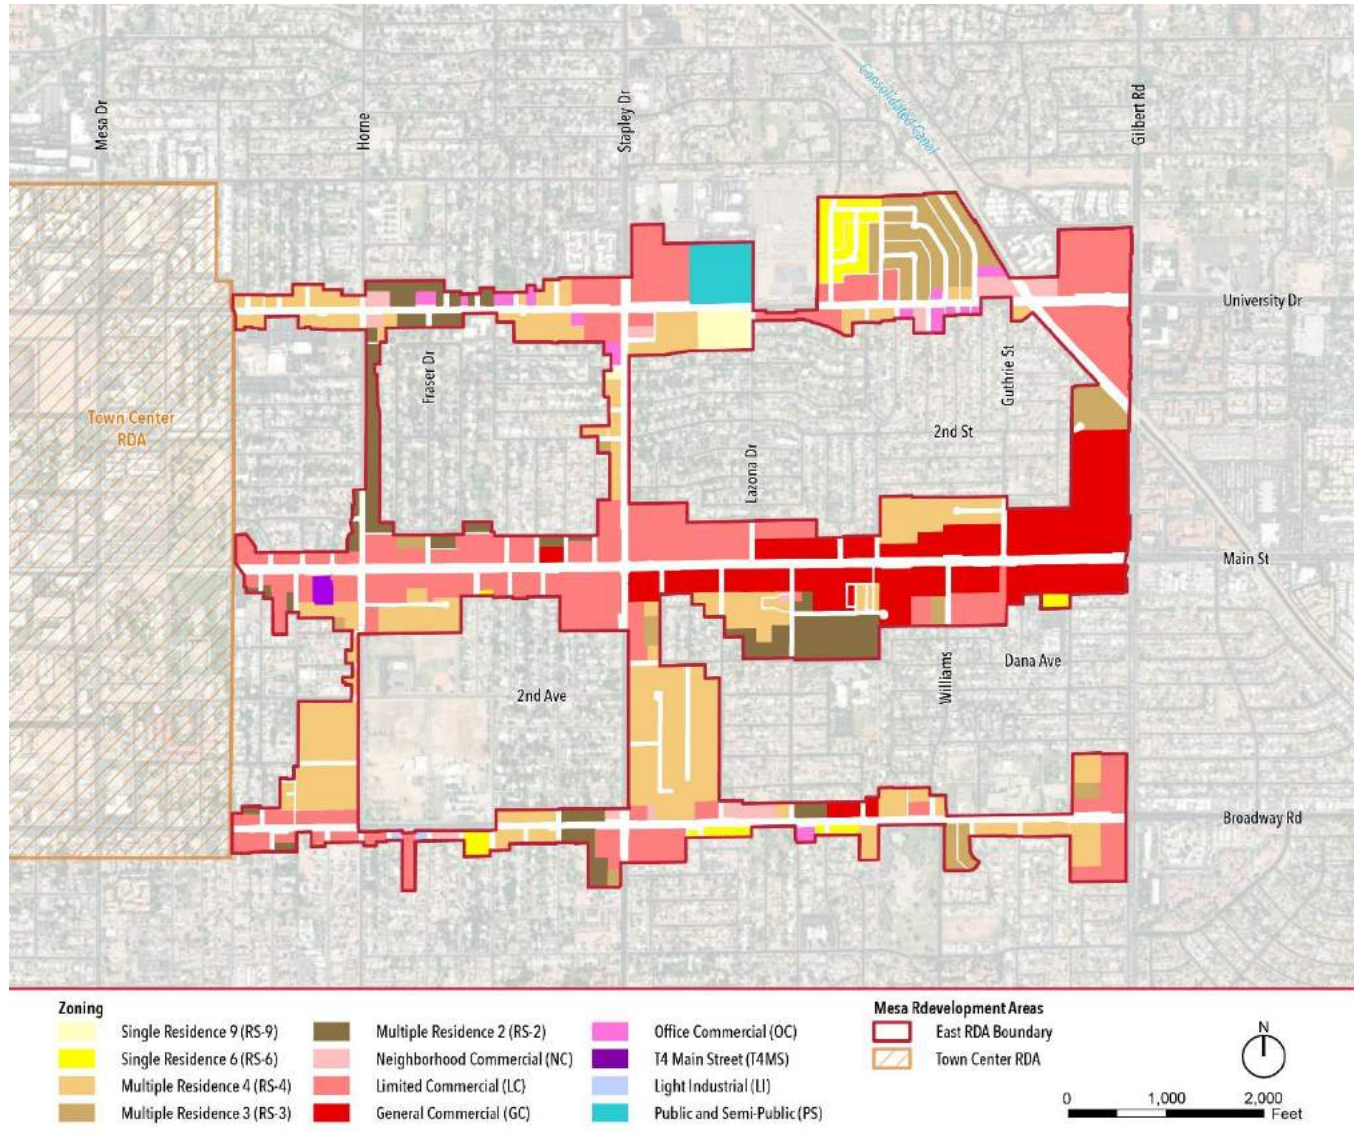 Mesa Dr
Horne
Stapley Dr
Consolidated Canal
Gilbert Rd
University Dr
Fraser Dr
Guthrie St
Town Center
RDA
2nd St
Lazona Dr
Main St
Dana Ave
Williams
2nd Ave
Broadway Rd
Zoning
Single Residence 9 (RS-9)
Single Residence 6 (RS-6)
Multiple Residence 4 (RS-4)
Multiple Residence 3 (RS-3)
Multiple Residence 2 (RS-2)
Neighborhood Commercial (NC)
Limited Commercial (LC)
General Commercial (GC)
Office Commercial (OC)
T4 Main Street (T4MS)
Light Industrial (LI)
Public and Semi-Public (PS)
Mesa Rdevelopment Areas
East RDA Boundary
Town Center RDA
N
0 1,000 2,000
Feet